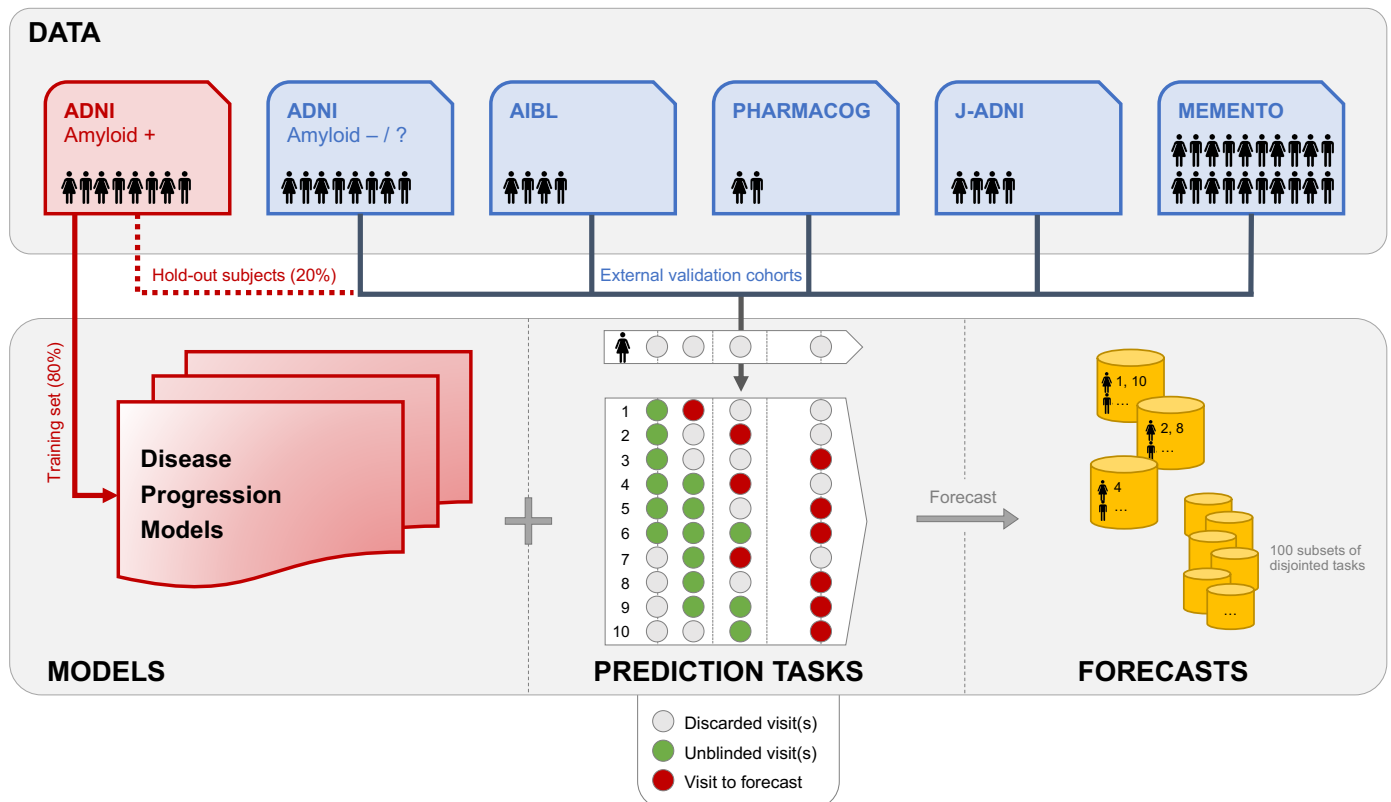 DATA
ADNI
Amyloid +
ADNI
Amyloid – / ?
AIBL
PHARMACOG
J-ADNI
MEMENTO
Hold-out subjects (20%)
External validation cohorts
Training set (80%)
Disease
Progression
Models
1
2
3
4
5
6
7
8
9
10
Forecast
1, 10
...
2, 8
...
4
...
100 subsets of
disjointed tasks
...
MODELS
PREDICTION TASKS
FORECASTS
Discarded visit(s)
Unblinded visit(s)
Visit to forecast